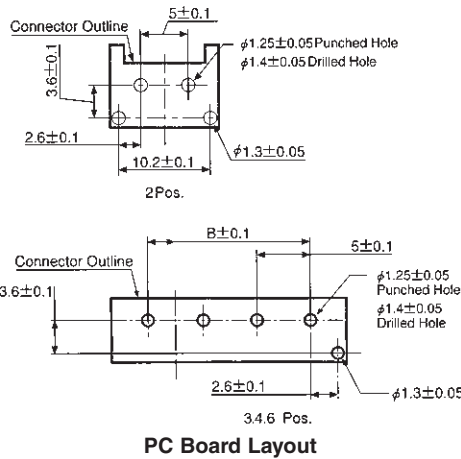 5±0.1
Connector Outline
ϕ1.25±0.05 Punched Hole
ϕ1.4±0.05 Drilled Hole
3.6±0.1
2.6±0.1
ϕ1.3±0.05
10.2±0.1
2Pos.
B±0.1
Connector Outline
5±0.1
3.6±0.1
ϕ1.25±0.05
Punched Hole
ϕ1.4±0.05
Drilled Hole
2.6±0.1
ϕ1.3±0.05
3.4.6 Pos.
PC Board Layout